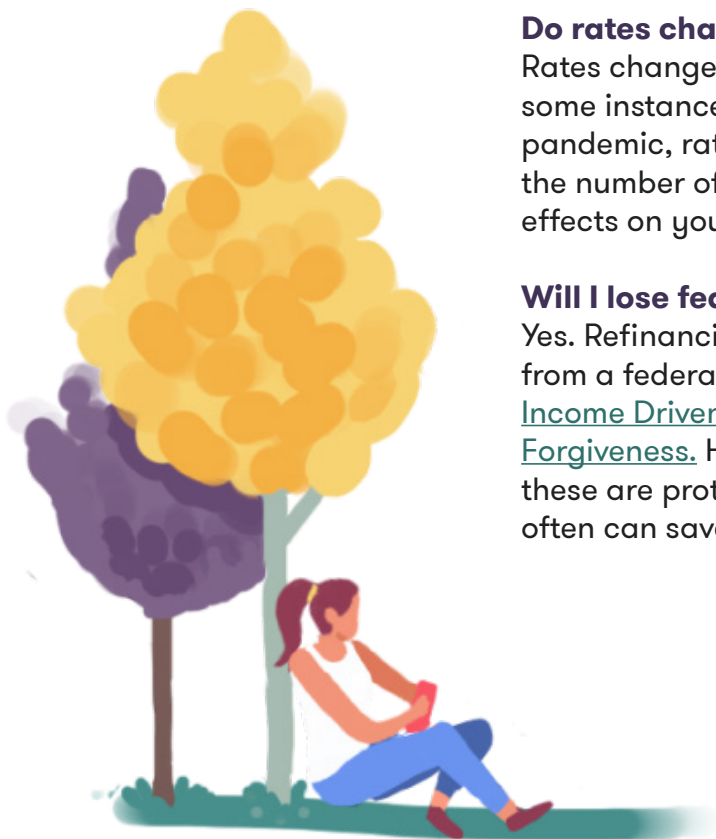 Do rates cha
Rates change
some instance
pandemic, rat
the number of
effects on you
Will I lose fed
Yes. Refinanci
from a federa
Income Driven
Forgiveness. H
these are prot
often can save